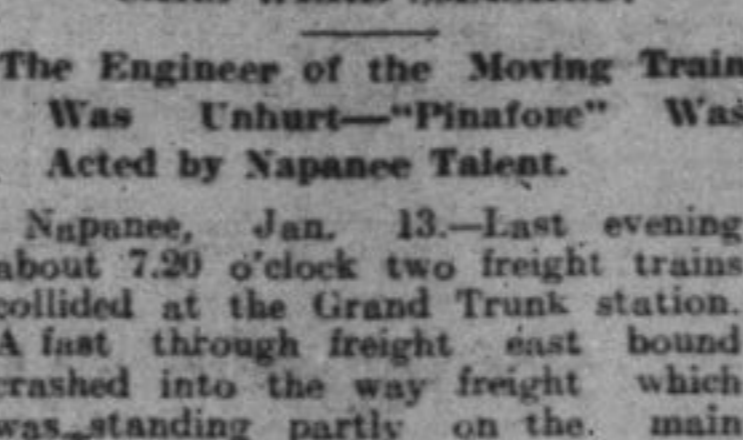 The Engineer of the Moving Train
Was Unhurt—"Pinafore" Was
Acted by Napanee Talent.
Napanee, Jan. 13.—Last evening
about 7.20 o'clock two freight trains
collided at the Grand Trunk station.
A fast through freight east bound
crashed into the way freight which
was standing partly on the main